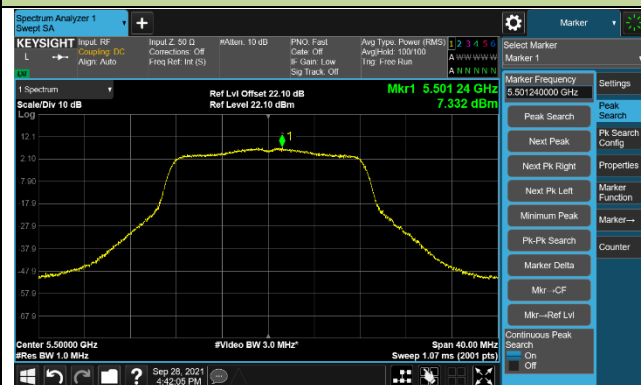 Spectrum Analyzer 1
Swept SA
+
Marker
KEYSIGHT
L
LXI
Input: RF
Coupling: DC
Align: Auto
Input Z: 50 Ω
Corrections: Off
Freq Ref: Int (S)
#Atten: 10 dB
PNO: Fast
Gate: Off
IF Gain: Low
Sig Track: Off
Avg Type: Power (RMS)
Avg|Hold: 100/100
Trig: Free Run
1 2 3 4 5 6
A W W W W W
A N N N N N
Select Marker
Marker 1
1 Spectrum
Scale/Div 10 dB
Log
Ref Lvl Offset 22.10 dB
Ref Level 22.10 dBm
Mkr1 5.501 24 GHz
7.332 dBm
1
12.1
2.10
-7.90
-17.9
-27.9
-37.9
-47.9
-57.9
-67.9
Center 5.50000 GHz
#Res BW 1.0 MHz
#Video BW 3.0 MHz*
Span 40.00 MHz
Sweep 1.07 ms (2001 pts)
Marker Frequency
5.501240000 GHz
Peak Search
Next Peak
Next Pk Right
Next Pk Left
Minimum Peak
Pk-Pk Search
Marker Delta
Mkr→CF
Mkr→Ref Lvl
Continuous Peak
Search
On
Off
Settings
Peak
Search
Pk Search
Config
Properties
Marker
Function
Marker→
Counter
?
Sep 28, 2021
4:42:05 PM